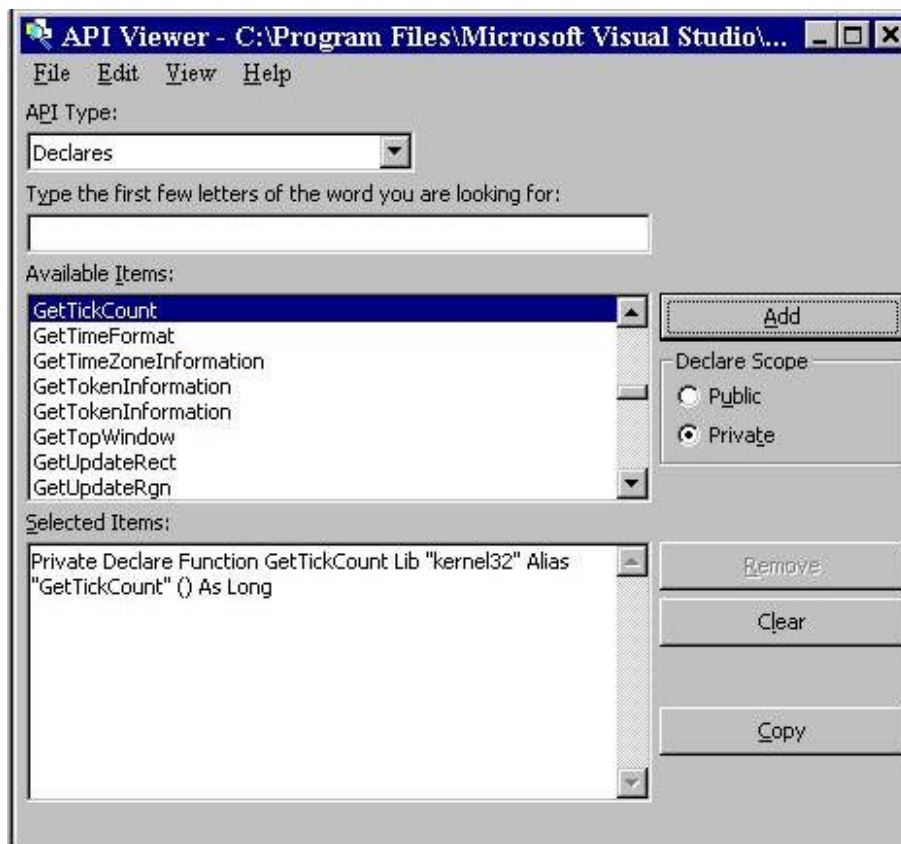 API Viewer - C:\Program Files\Microsoft Visual Studio\...
File Edit View Help
API Type:
Declares
Type the first few letters of the word you are looking for:
Available Items:
GetTickCount
GetTimeFormat
GetTimeZoneInformation
GetTokenInformation
GetTokenInformation
GetTopWindow
GetUpdateRect
GetUpdateRgn
Add
Declare Scope
Public
Private
Selected Items:
Private Declare Function GetTickCount Lib "kernel32" Alias
"GetTickCount" () As Long
Remove
Clear
Copy